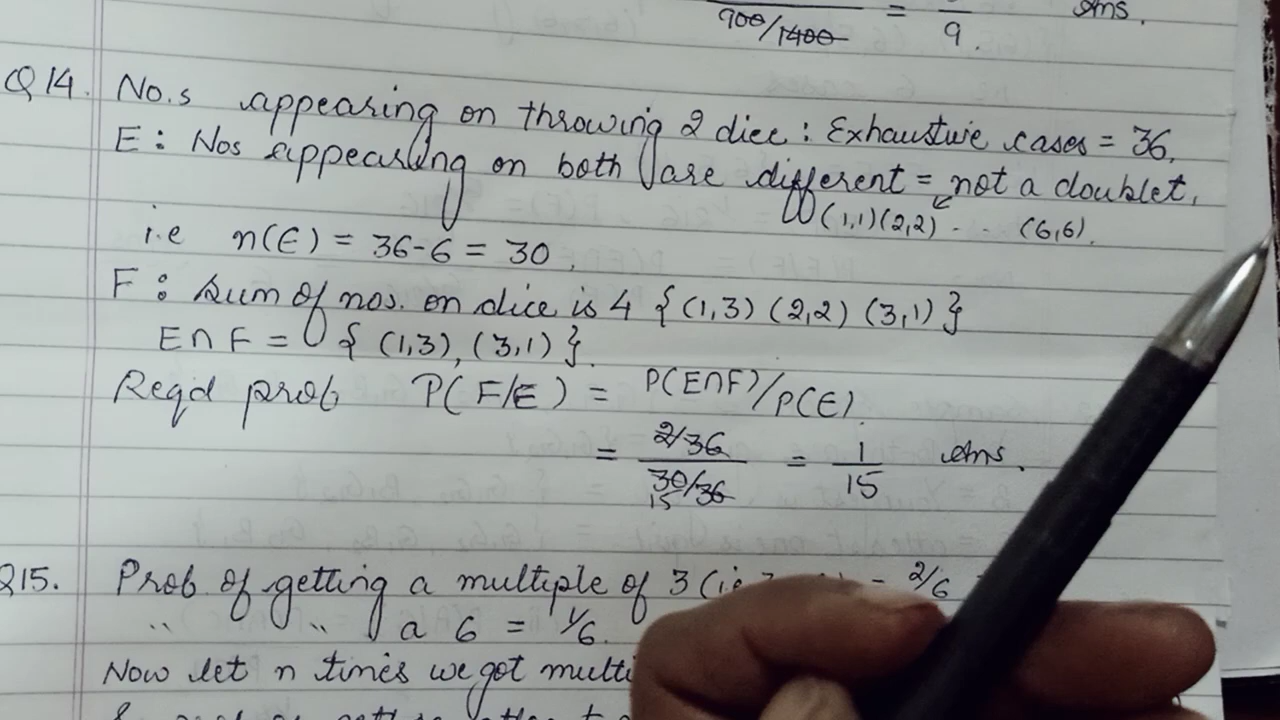 900/1400 = 9. Ans.
Q14. No.s appearing on throwing 2 dice : Exhaustive cases = 36.
E : Nos appearing on both are different = not a doublet.
(1,1)(2,2) - - (6,6).
i.e n(E) = 36-6 = 30.
F : Sum of nos. on dice is 4 { (1,3) (2,2) (3,1) }
E∩F = { (1,3), (3,1) }.
Reqd prob P( F/E ) = P(E∩F)/P(E).
= 2/36 / 30/36 = 1/15 Ans.
15
Q15. Prob of getting a multiple of 3 (i.e = 2/6
" " a 6 = 1/6.
Now let n times we got multi